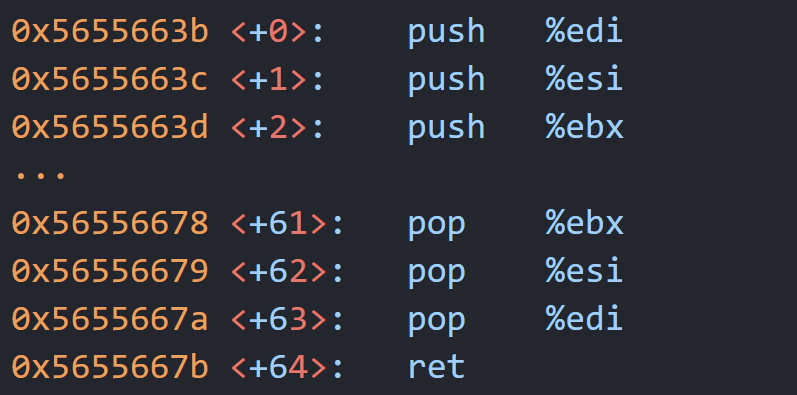 0x5655663b <+0>: push %edi
0x5655663c <+1>: push %esi
0x5655663d <+2>: push %ebx
...
0x56556678 <+61>: pop %ebx
0x56556679 <+62>: pop %esi
0x5655667a <+63>: pop %edi
0x5655667b <+64>: ret